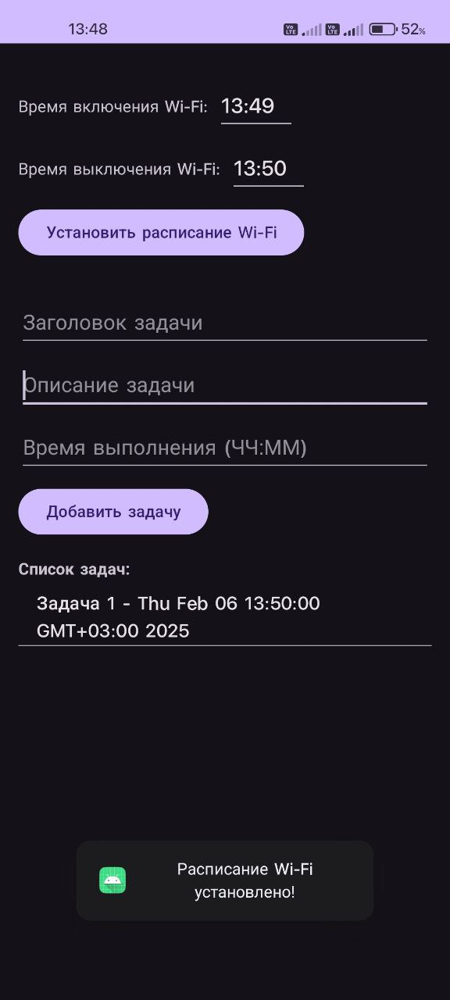 13:48
Vo LTE Vo LTE 52%
Время включения Wi-Fi: 13:49
Время выключения Wi-Fi: 13:50
Установить расписание Wi-Fi
Заголовок задачи
Описание задачи
Время выполнения (ЧЧ:ММ)
Добавить задачу
Список задач:
Задача 1 - Thu Feb 06 13:50:00
GMT+03:00 2025
Расписание Wi-Fi
установлено!